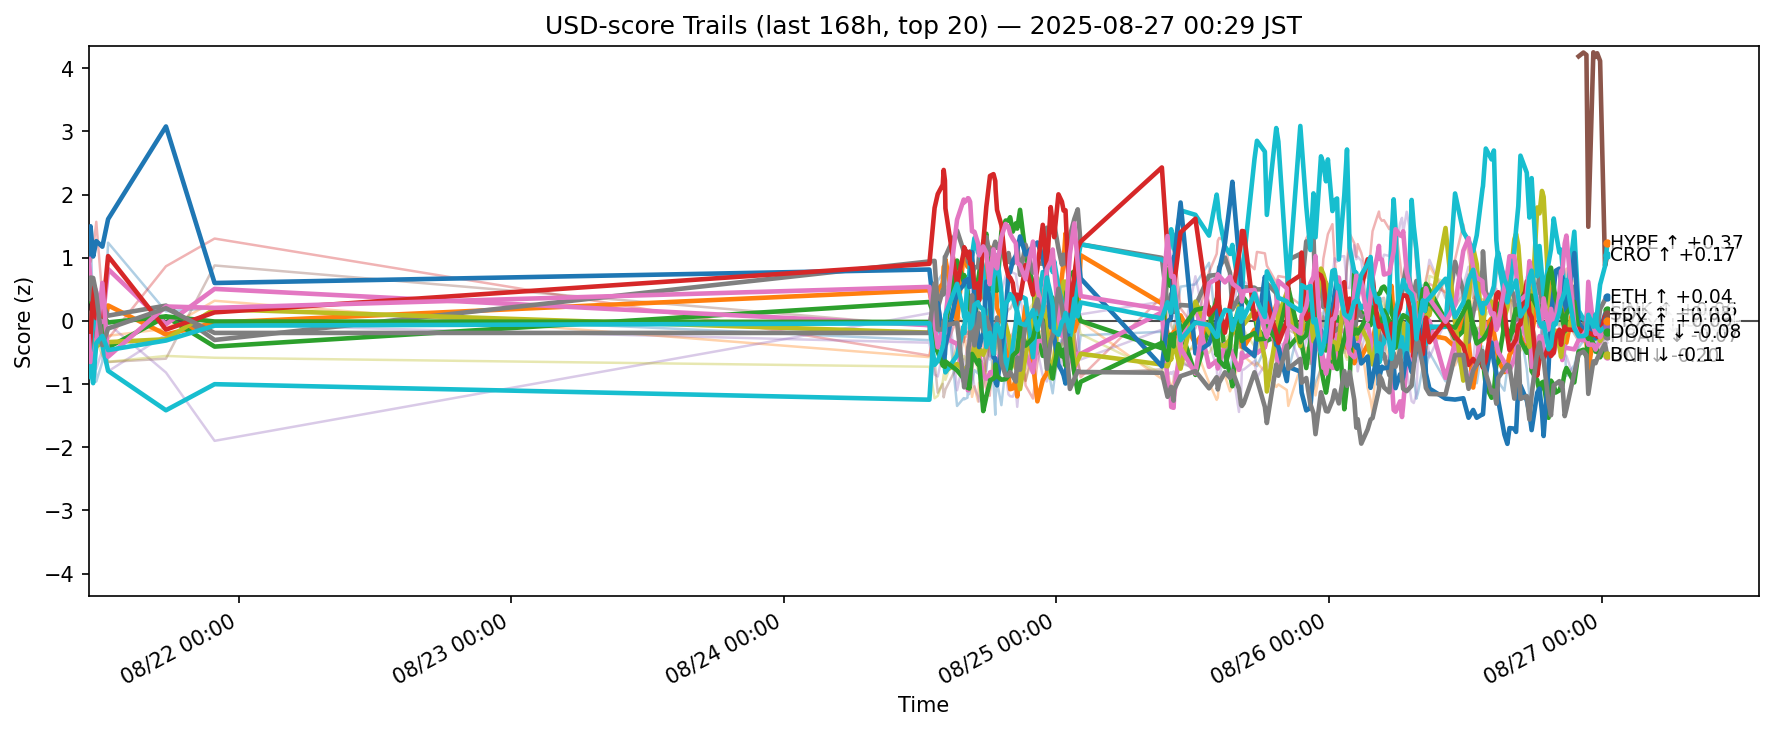 USD-score Trails (last 168h, top 20) — 2025-08-27 00:29 JST
Score (z)
4
3
2
1
0
−1
−2
−3
−4
HYPE ↑ +0.37
CRO ↑ +0.17
ETH ↑ +0.04
TRX ↑ +0.09
DOGE ↓ -0.08
BCH ↓ -0.11
08/22 00:00
08/23 00:00
08/24 00:00
08/25 00:00
08/26 00:00
08/27 00:00
Time